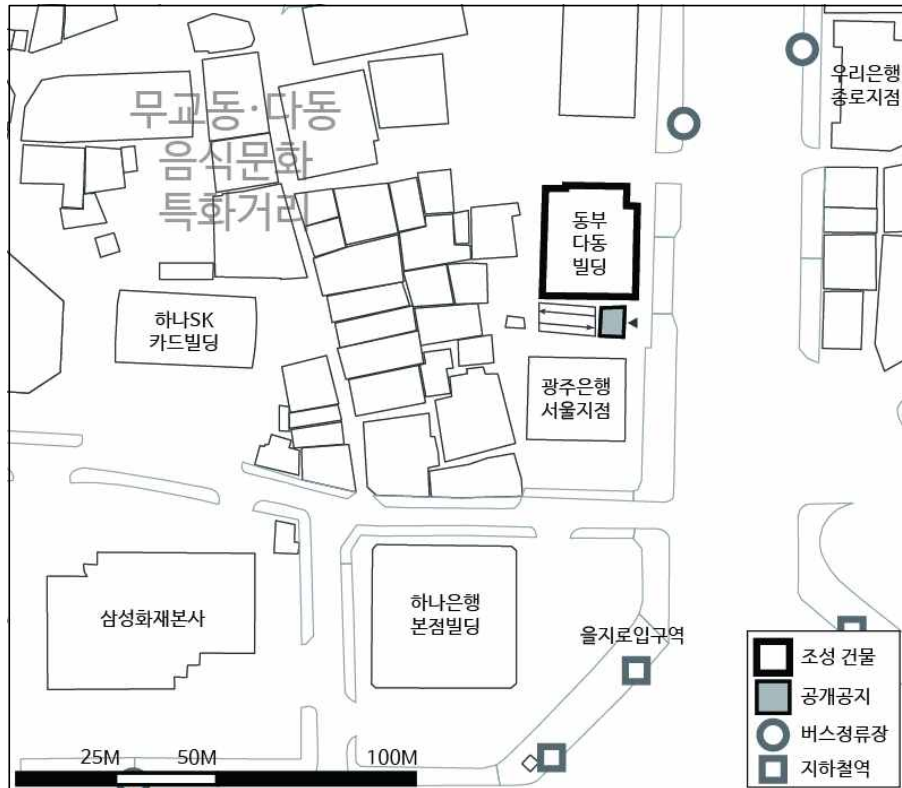 무교동·다동
음식문화
특화거리
우리은행
종로지점
동부
다동
빌딩
하나SK
카드빌딩
광주은행
서울지점
삼성화재본사
하나은행
본점빌딩
을지로입구역
조성 건물
공개공지
버스정류장
지하철역
25M 50M 100M